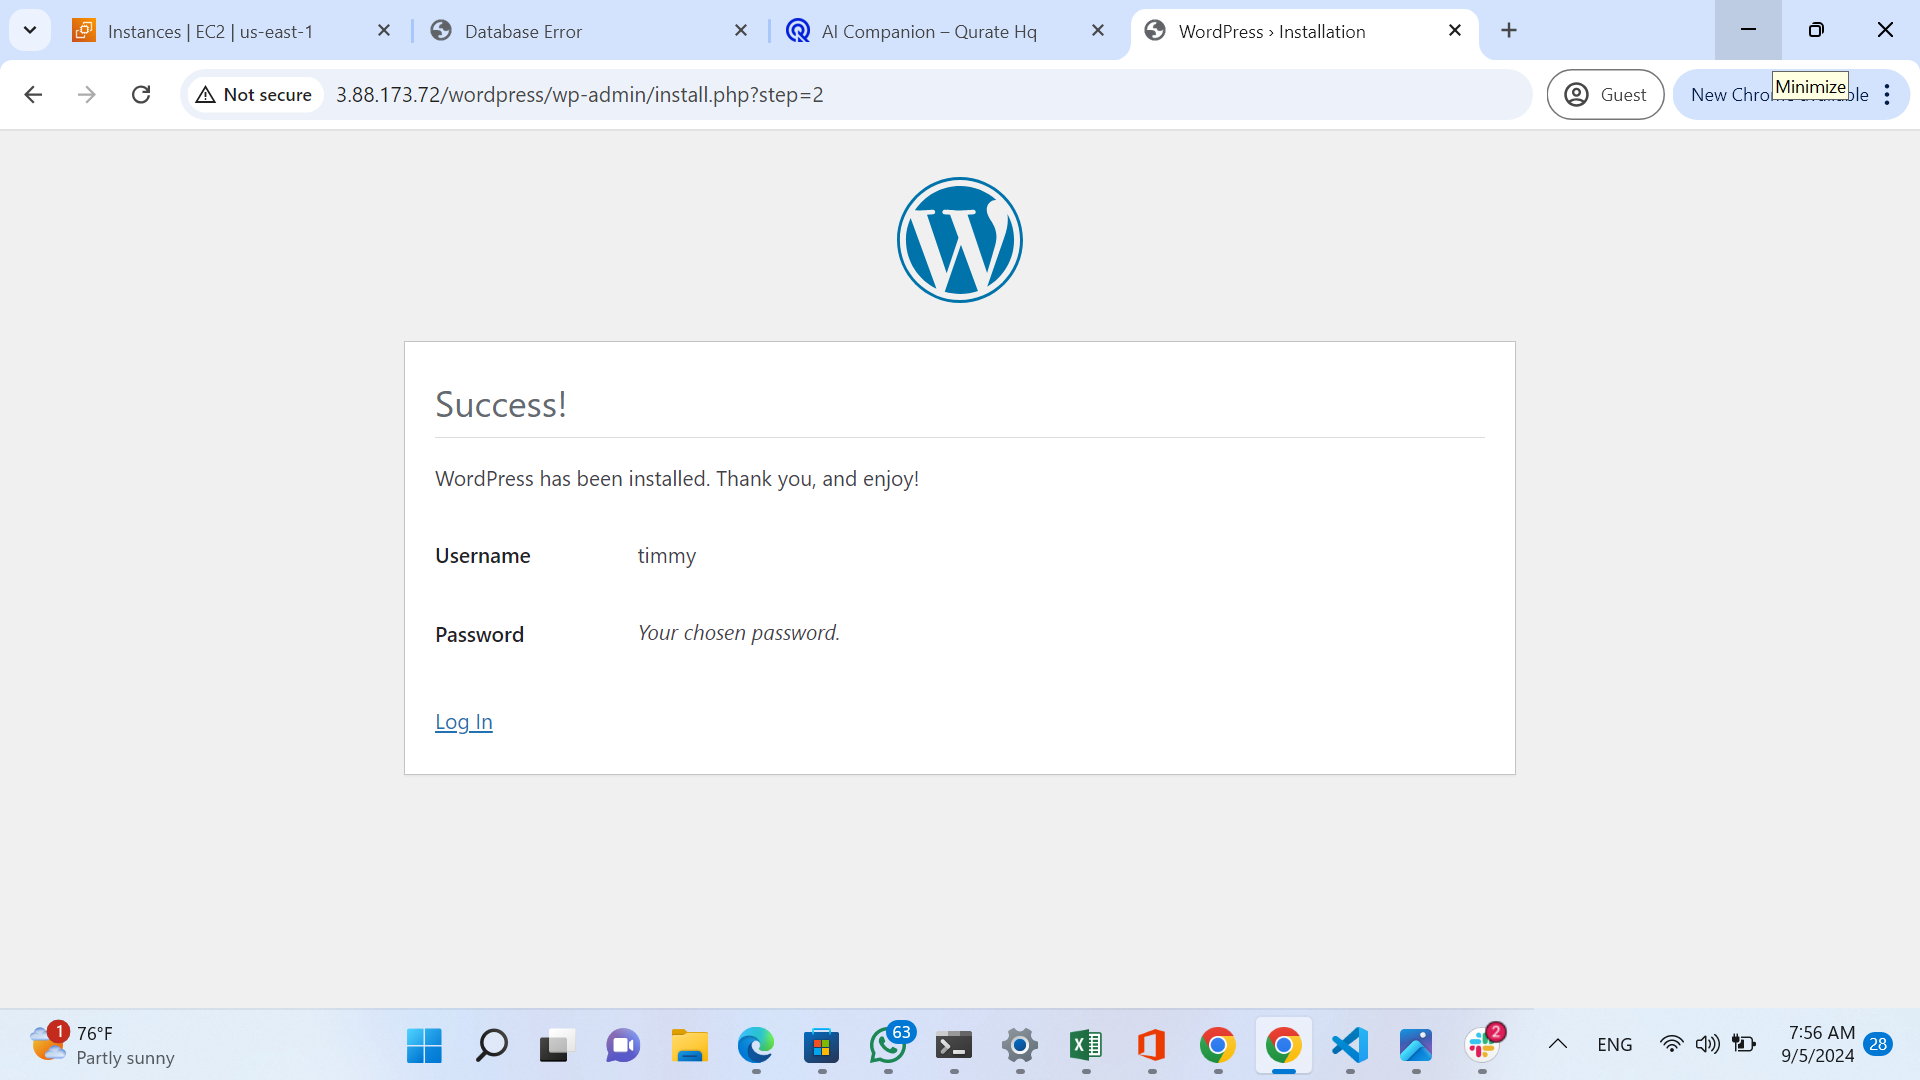 Instances | EC2 | us-east-1
Database Error
AI Companion – Qurate Hq
WordPress › Installation
Not secure
3.88.173.72/wordpress/wp-admin/install.php?step=2
Guest
New Chro
Minimize
W
Success!
WordPress has been installed. Thank you, and enjoy!
Username timmy
Password Your chosen password.
Log In
1
76°F
Partly sunny
63
2
ENG
7:56 AM
9/5/2024
28